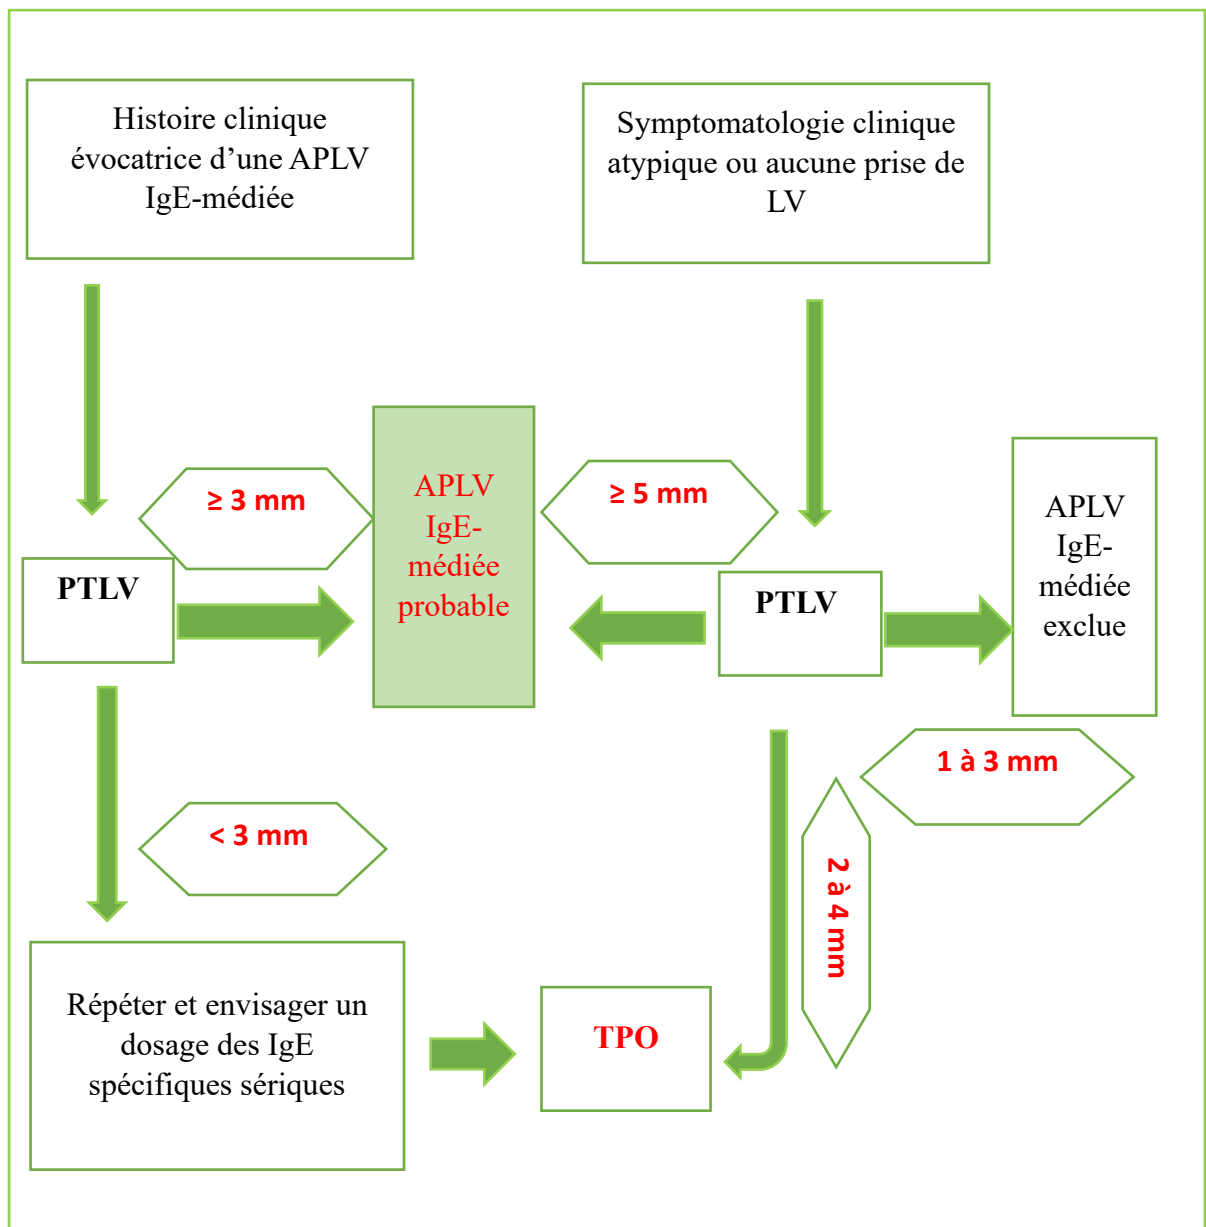 Histoire clinique
évocatrice d’une APLV
IgE-médiée
Symptomatologie clinique
atypique ou aucune prise de
LV
≥ 3 mm
APLV
IgE-
médiée
probable
≥ 5 mm
APLV
IgE-
médiée
exclue
PTLV
PTLV
1 à 3 mm
< 3 mm
2 à 4 mm
Répéter et envisager un
dosage des IgE
spécifiques sériques
TPO